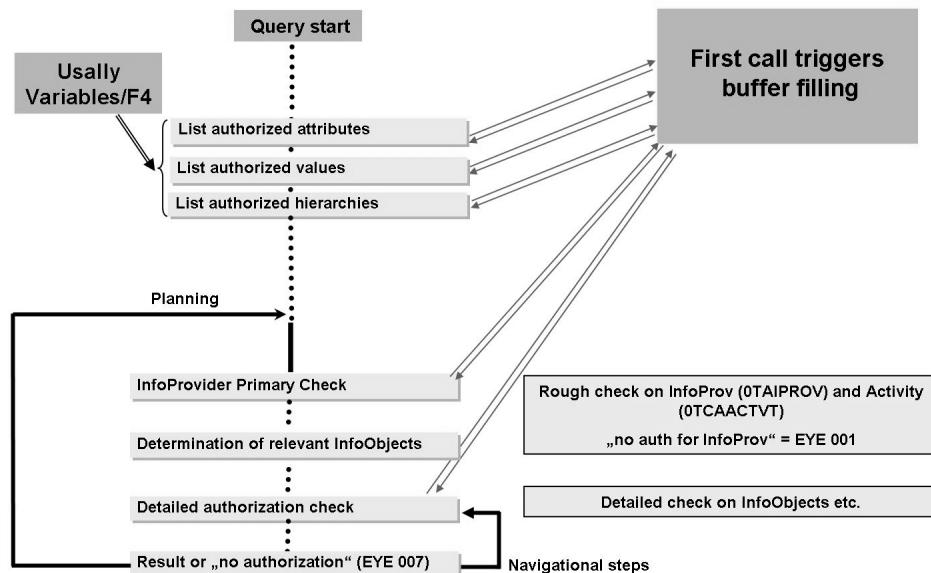 Query start
Usally
Variables/F4
First call triggers
buffer filling
List authorized attributes
List authorized values
List authorized hierarchies
Planning
InfoProvider Primary Check
Rough check on InfoProv (0TAIPROV) and Activity
(0TCAACTVT)
„no auth for InfoProv“ = EYE 001
Determination of relevant InfoObjects
Detailed authorization check
Detailed check on InfoObjects etc.
Result or „no authorization“ (EYE 007)
Navigational steps